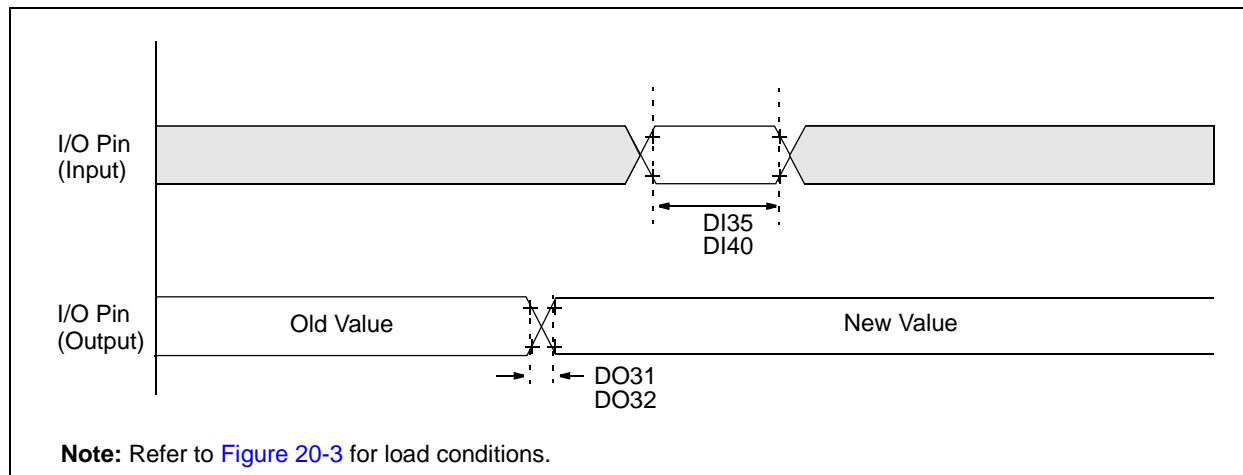 I/O Pin
(Input)
DI35
DI40
I/O Pin
(Output)
Old Value
New Value
DO31
DO32
Note: Refer to Figure 20-3 for load conditions.